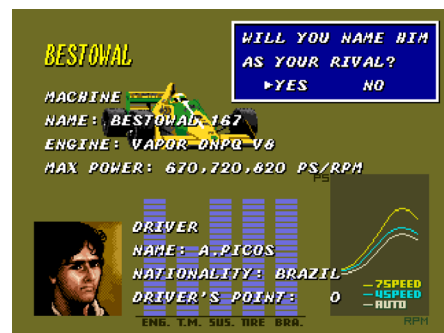 WILL YOU NAME HIM
AS YOUR RIVAL?
▶YES NO
BESTOWAL
MACHINE
NAME: BESTOWAL 167
ENGINE: VAPOR DNPQ V8
MAX POWER: 670,720,820 PS/RPM
PS
DRIVER
NAME: A.PICOS
NATIONALITY: BRAZIL
DRIVER'S POINT: 0
7SPEED
4SPEED
AUTO
ENG. T.M. SUS. TIRE BRA.
RPM